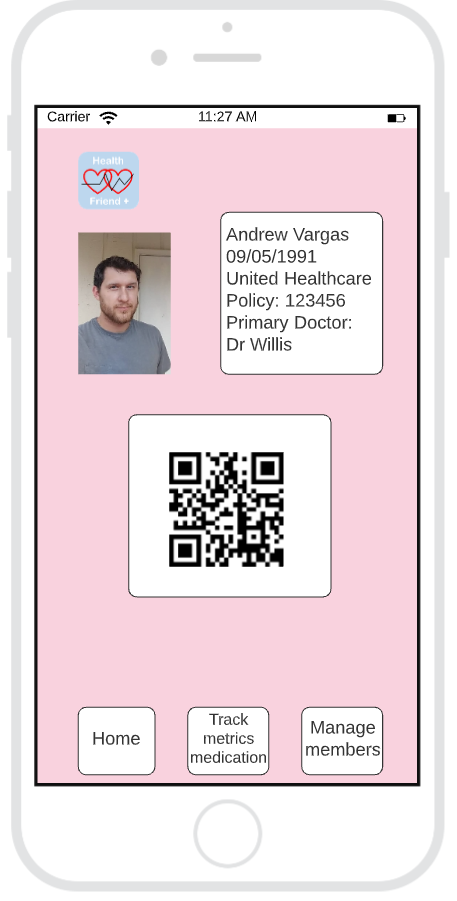 Carrier
11:27 AM
Health
Friend +
Andrew Vargas
09/05/1991
United Healthcare
Policy: 123456
Primary Doctor:
Dr Willis
Home
Track
metrics
medication
Manage
members